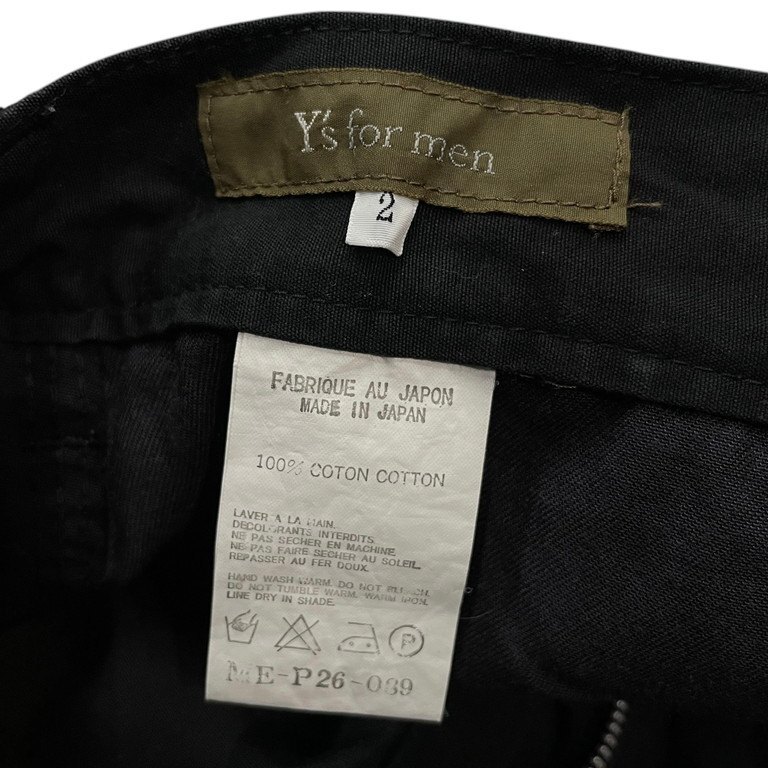 Y's for men
2
FABRIQUE AU JAPON
MADE IN JAPAN
100% COTON COTTON
LAVER A LA MAIN.
DECOLORANTS INTERDITS.
NE PAS SECHER EN MACHINE.
NE PAS FAIRE SECHER AU SOLEIL.
REPASSER AU FER DOUX.
HAND WASH WARM. DO NOT BLEACH.
DO NOT TUMBLE WARM. WARM IRON.
LINE DRY IN SHADE.
P
ME-P26-089